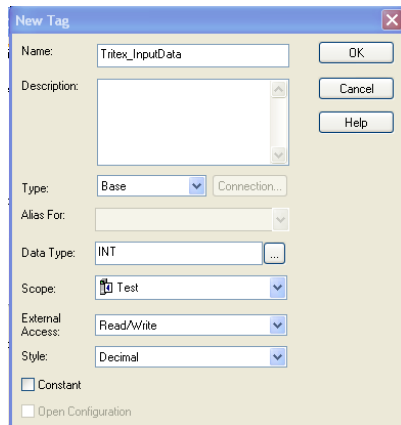 New Tag
Name: Tritex_InputData OK
Description: Cancel
Help
Type: Base Connection...
Alias For:
Data Type: INT ...
Scope: Test
External Access: Read/Write
Style: Decimal
Constant
Open Configuration